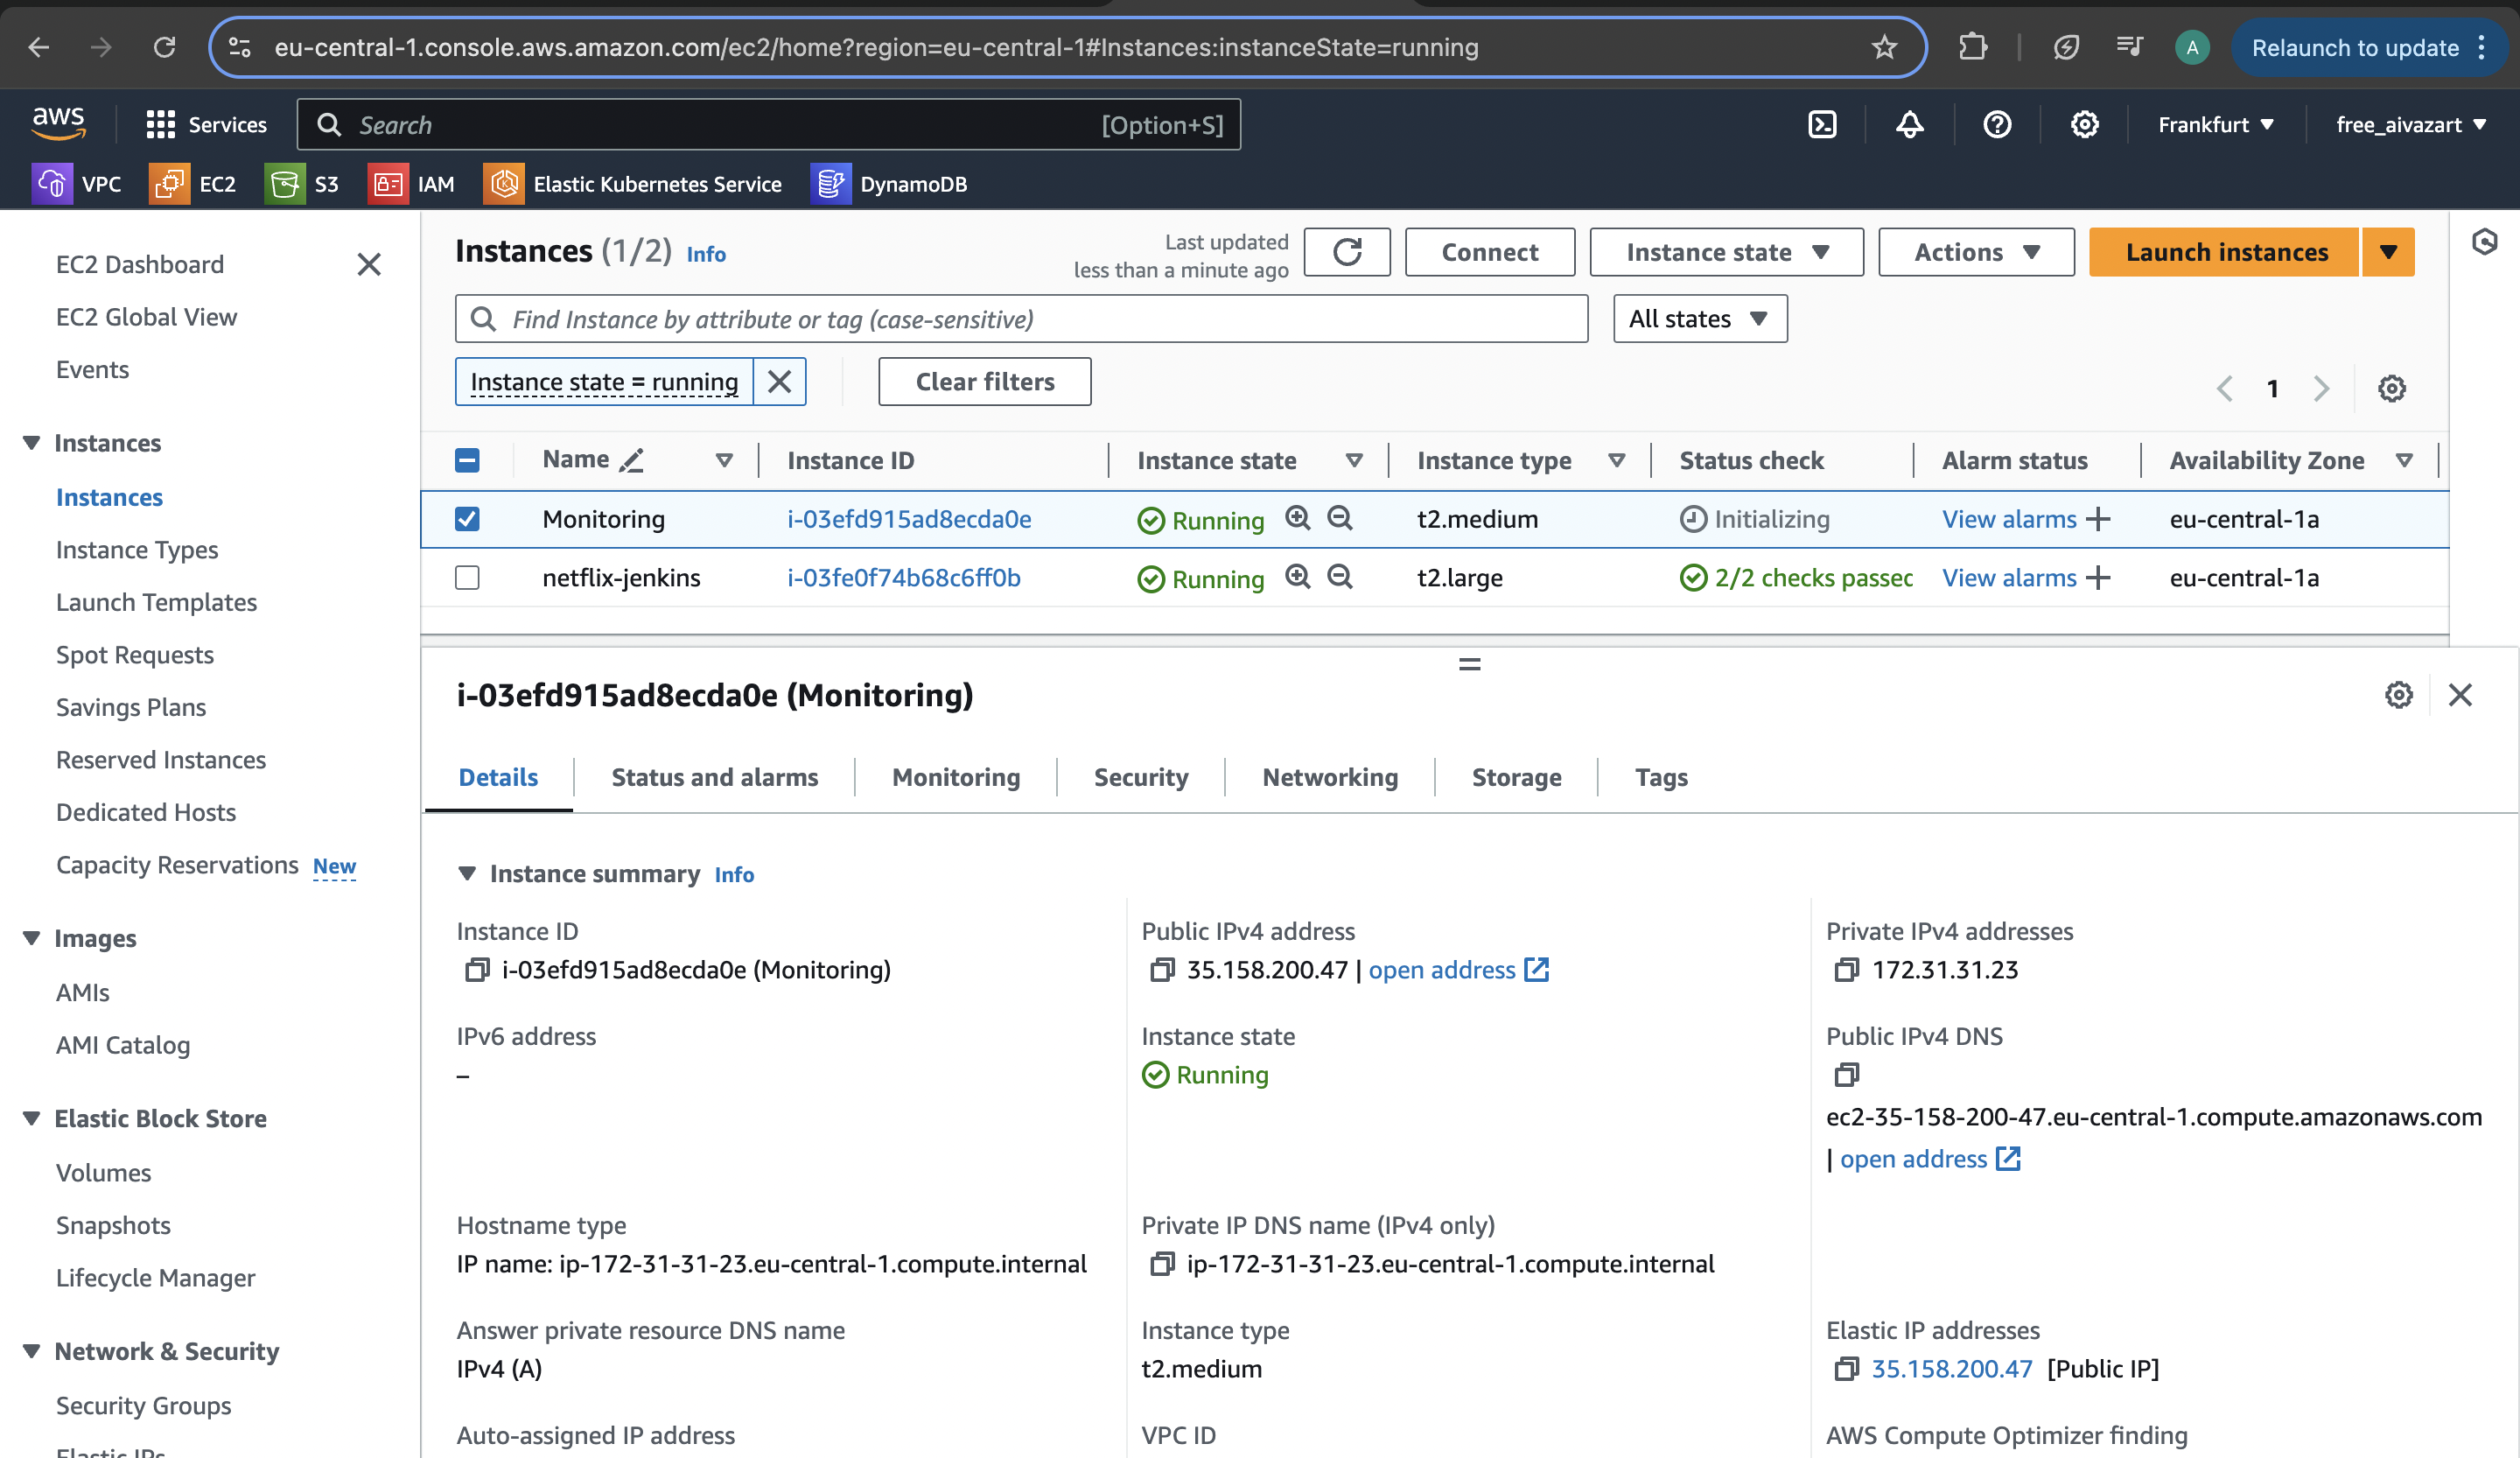 eu-central-1.console.aws.amazon.com/ec2/home?region=eu-central-1#Instances:instanceState=running
A
Relaunch to update
aws
Services
Search
[Option+S]
Frankfurt
free_aivazart
VPC
EC2
S3
IAM
Elastic Kubernetes Service
DynamoDB
EC2 Dashboard
EC2 Global View
Events
Instances
Instances
Instance Types
Launch Templates
Spot Requests
Savings Plans
Reserved Instances
Dedicated Hosts
Capacity Reservations New
Images
AMIs
AMI Catalog
Elastic Block Store
Volumes
Snapshots
Lifecycle Manager
Network & Security
Security Groups
Elastic IPs
Instances (1/2) Info
Last updated
less than a minute ago
Connect
Instance state
Actions
Launch instances
Find Instance by attribute or tag (case-sensitive)
All states
Instance state = running
Clear filters
1
Name Instance ID Instance state Instance type Status check Alarm status Availability Zone
Monitoring i-03efd915ad8ecda0e Running t2.medium Initializing View alarms eu-central-1a
netflix-jenkins i-03fe0f74b68c6ff0b Running t2.large 2/2 checks passec View alarms eu-central-1a
i-03efd915ad8ecda0e (Monitoring)
Details Status and alarms Monitoring Security Networking Storage Tags
Instance summary Info
Instance ID
i-03efd915ad8ecda0e (Monitoring)
Public IPv4 address
35.158.200.47 | open address
Private IPv4 addresses
172.31.31.23
IPv6 address
–
Instance state
Running
Public IPv4 DNS
ec2-35-158-200-47.eu-central-1.compute.amazonaws.com
| open address
Hostname type
IP name: ip-172-31-31-23.eu-central-1.compute.internal
Private IP DNS name (IPv4 only)
ip-172-31-31-23.eu-central-1.compute.internal
Answer private resource DNS name
IPv4 (A)
Instance type
t2.medium
Elastic IP addresses
35.158.200.47 [Public IP]
Auto-assigned IP address
VPC ID
AWS Compute Optimizer finding